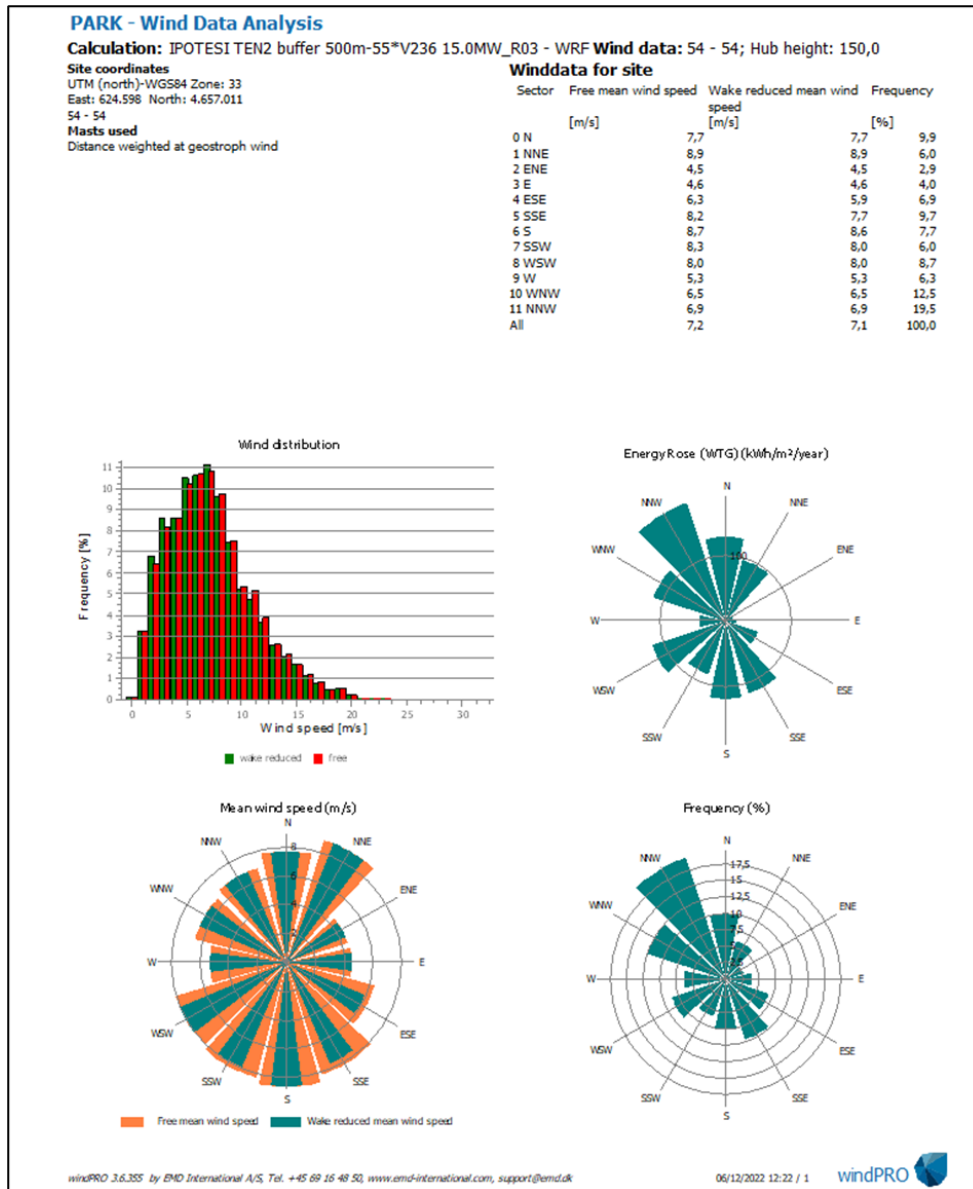 PARK - Wind Data Analysis
Calculation: IPOTESI TEN2 buffer 500m-55*V236 15.0MW_R03 - WRF Wind data: 54 - 54; Hub height: 150,0
Site coordinates
UTM (north)-WGS84 Zone: 33
East: 624.598 North: 4.657.011
54 - 54
Masts used
Distance weighted at geostroph wind
Winddata for site
Sector Free mean wind speed Wake reduced mean wind Frequency
speed
[m/s] [m/s] [%]
0 N 7,7 7,7 9,9
1 NNE 8,9 8,9 6,0
2 ENE 4,5 4,5 2,9
3 E 4,6 4,6 4,0
4 ESE 6,3 5,9 6,9
5 SSE 8,2 7,7 9,7
6 S 8,7 8,6 7,7
7 SSW 8,3 8,0 6,0
8 WSW 8,0 8,0 8,7
9 W 5,3 5,3 6,3
10 WNW 6,5 6,5 12,5
11 NNW 6,9 6,9 19,5
All 7,2 7,1 100,0
Wind distribution
Frequency [%]
11
10
9
8
7
6
5
4
3
2
1
0
0 5 10 15 20 25 30
Wind speed [m/s]
wake reduced free
Energy Rose (WTG) (kWh/m²/year)
N
NNW NNE
WNW ENE
100
W E
WSW ESE
SSW SSE
S
Mean wind speed (m/s)
N
NNW NNE
8
6
WNW ENE
4
2
W E
WSW ESE
SSW SSE
S
Free mean wind speed Wake reduced mean wind speed
Frequency (%)
N
NNW NNE
17,5
15
12,5
WNW ENE
10
7,5
5
2,5
W E
WSW ESE
SSW SSE
S
windPRO 3.6.355 by EMD International A/S, Tel. +45 69 16 48 50, www.emd-international.com, support@emd.dk
06/12/2022 12:22 / 1
windPRO